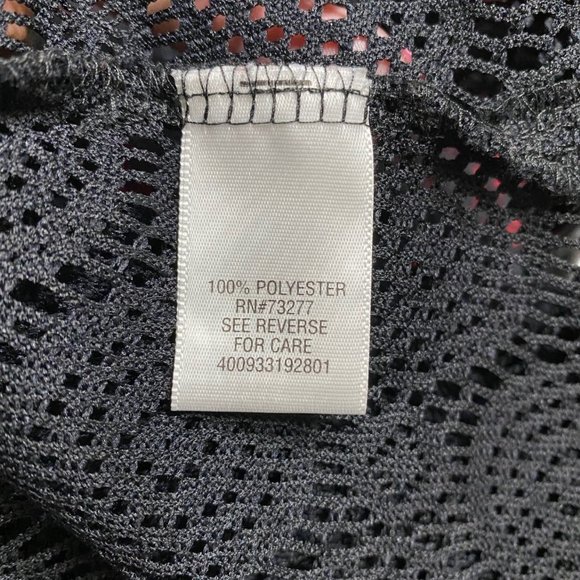 100% POLYESTER
RN#73277
SEE REVERSE
FOR CARE
400933192801